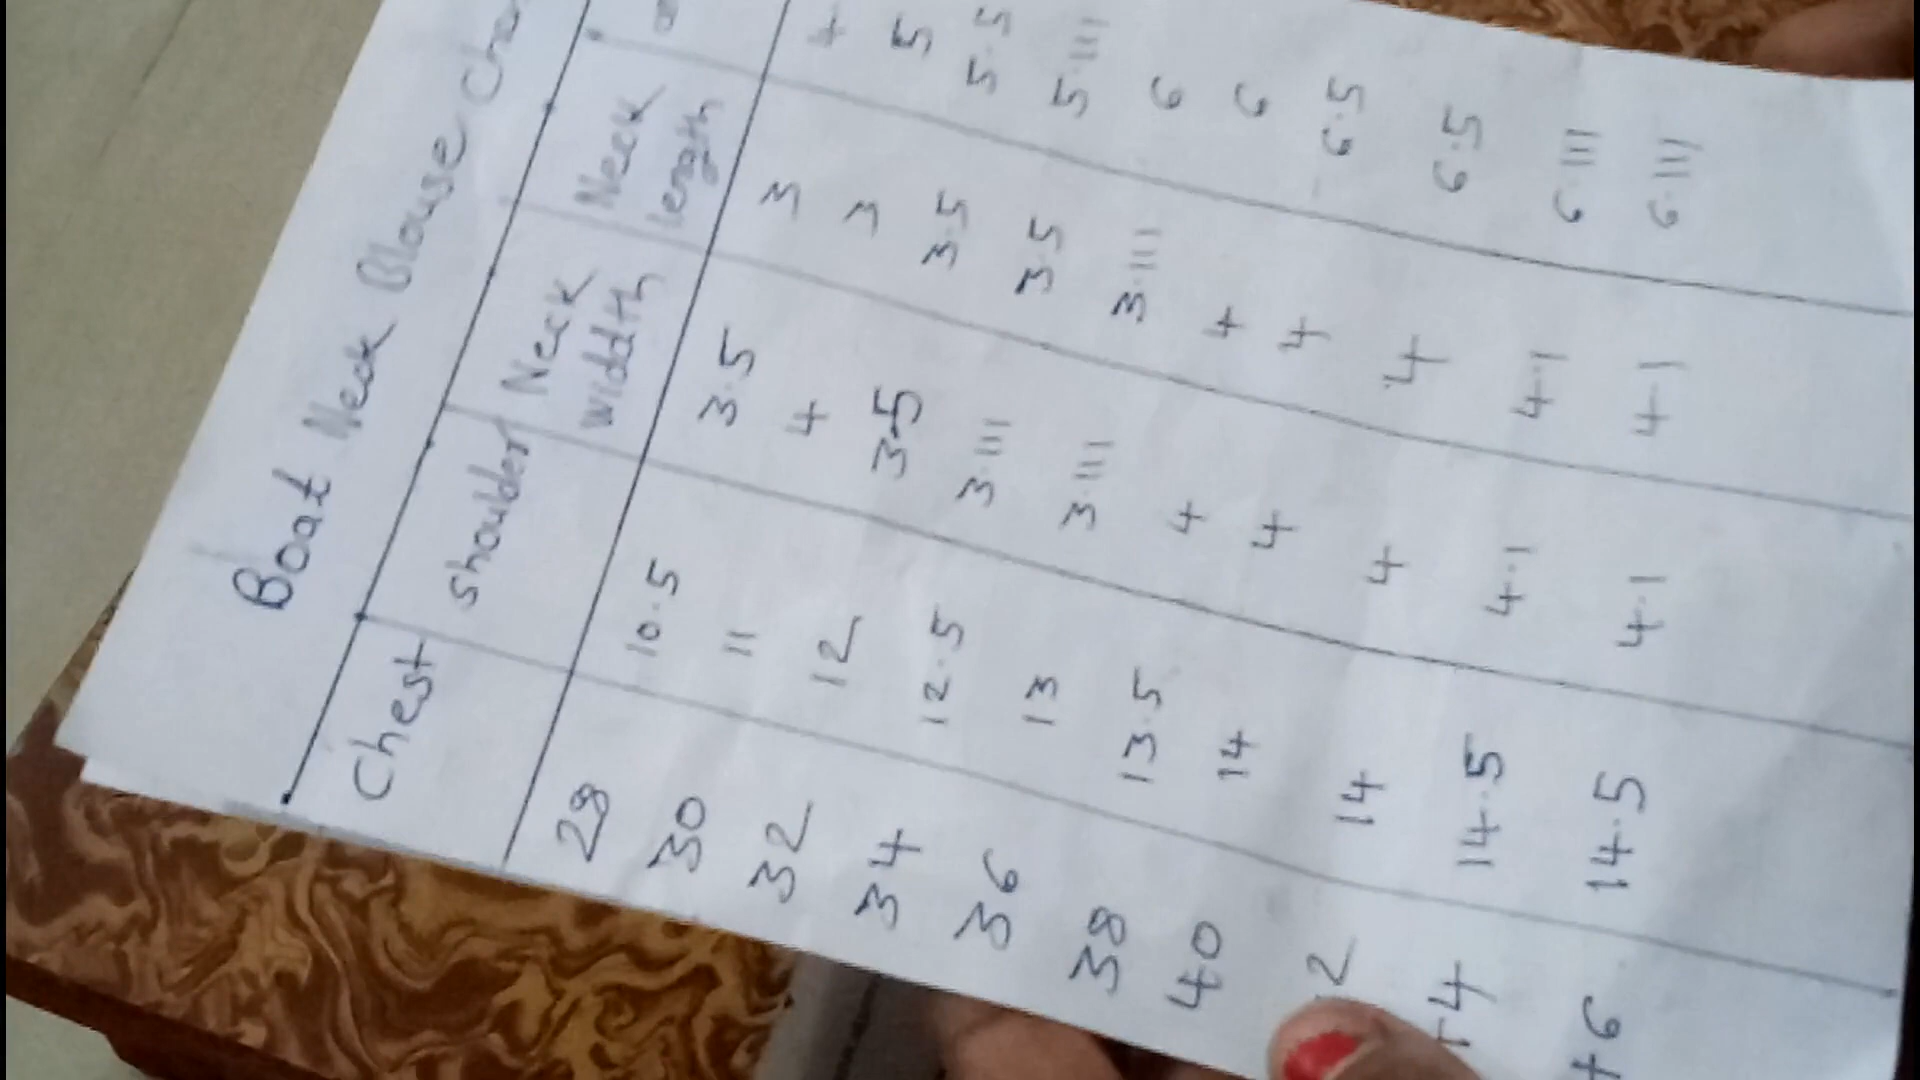 Boat Neck Blouse
Chest shoulder Neck widdth Neck length
28 10.5 3.5 3 4
30 11 4 3 5
32 12 3.5 3.5 5.5
34 12.5 3.111 3.5 5.111
36 13 3.111 3.111 6
38 13.5 4 4 6
40 14 4 4 6.5
2 14 4 4 6.5
44 14.5 4.1 4.1 6.111
46 14.5 4.1 4.1 6.111